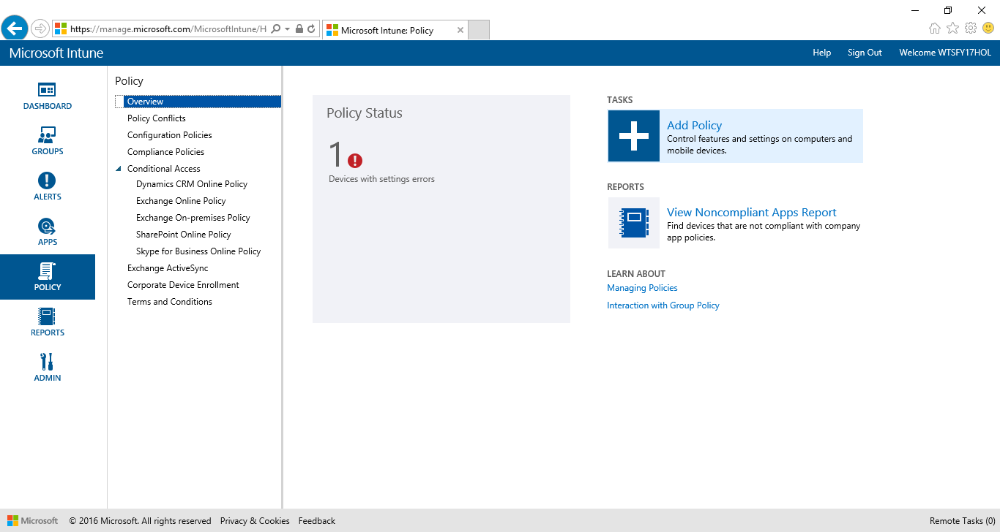 https://manage.microsoft.com/MicrosoftIntune/H
Microsoft Intune: Policy
Microsoft Intune
Help
Sign Out
Welcome WTSFY17HOL
DASHBOARD
GROUPS
ALERTS
APPS
POLICY
REPORTS
ADMIN
Policy
Overview
Policy Conflicts
Configuration Policies
Compliance Policies
Conditional Access
Dynamics CRM Online Policy
Exchange Online Policy
Exchange On-premises Policy
SharePoint Online Policy
Skype for Business Online Policy
Exchange ActiveSync
Corporate Device Enrollment
Terms and Conditions
Policy Status
1
Devices with settings errors
TASKS
Add Policy
Control features and settings on computers and
mobile devices.
REPORTS
View Noncompliant Apps Report
Find devices that are not compliant with company
app policies.
LEARN ABOUT
Managing Policies
Interaction with Group Policy
Microsoft
© 2016 Microsoft. All rights reserved
Privacy & Cookies
Feedback
Remote Tasks (0)